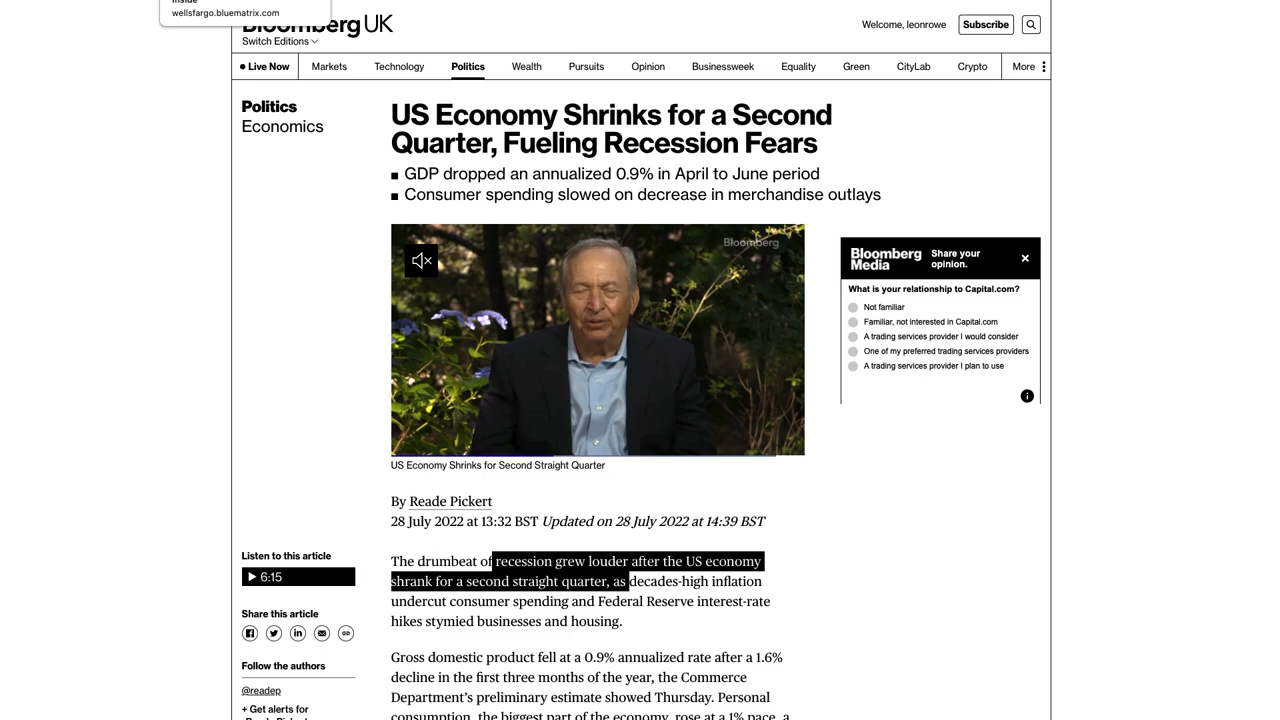 Inside
wellsfargo.bluematrix.com
Bloomberg UK
Switch Editions
Welcome, leonrowe
Subscribe
Live Now
Markets
Technology
Politics
Wealth
Pursuits
Opinion
Businessweek
Equality
Green
CityLab
Crypto
More
Politics
Economics
US Economy Shrinks for a Second
Quarter, Fueling Recession Fears
GDP dropped an annualized 0.9% in April to June period
Consumer spending slowed on decrease in merchandise outlays
Bloomberg
US Economy Shrinks for Second Straight Quarter
Bloomberg
Media
Share your
opinion.
What is your relationship to Capital.com?
Not familiar
Familiar, not interested in Capital.com
A trading services provider I would consider
One of my preferred trading services providers
A trading services provider I plan to use
By Reade Pickert
28 July 2022 at 13:32 BST Updated on 28 July 2022 at 14:39 BST
Listen to this article
6:15
Share this article
Follow the authors
@readep
+ Get alerts for
Reade Pickert
The drumbeat of recession grew louder after the US economy
shrank for a second straight quarter, as decades-high inflation
undercut consumer spending and Federal Reserve interest-rate
hikes stymied businesses and housing.
Gross domestic product fell at a 0.9% annualized rate after a 1.6%
decline in the first three months of the year, the Commerce
Department's preliminary estimate showed Thursday. Personal
consumption, the biggest part of the economy, rose at a 1% pace, a